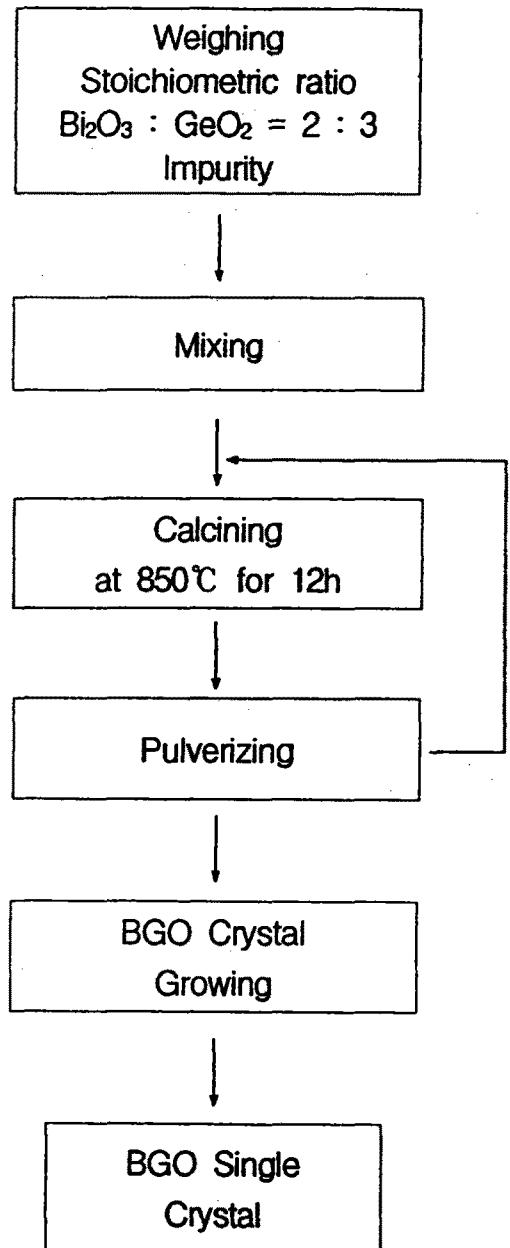 Weighing
Stoichiometric ratio
Bi₂O₃ : GeO₂ = 2 : 3
Impurity
Mixing
Calcining
at 850℃ for 12h
Pulverizing
BGO Crystal
Growing
BGO Single
Crystal